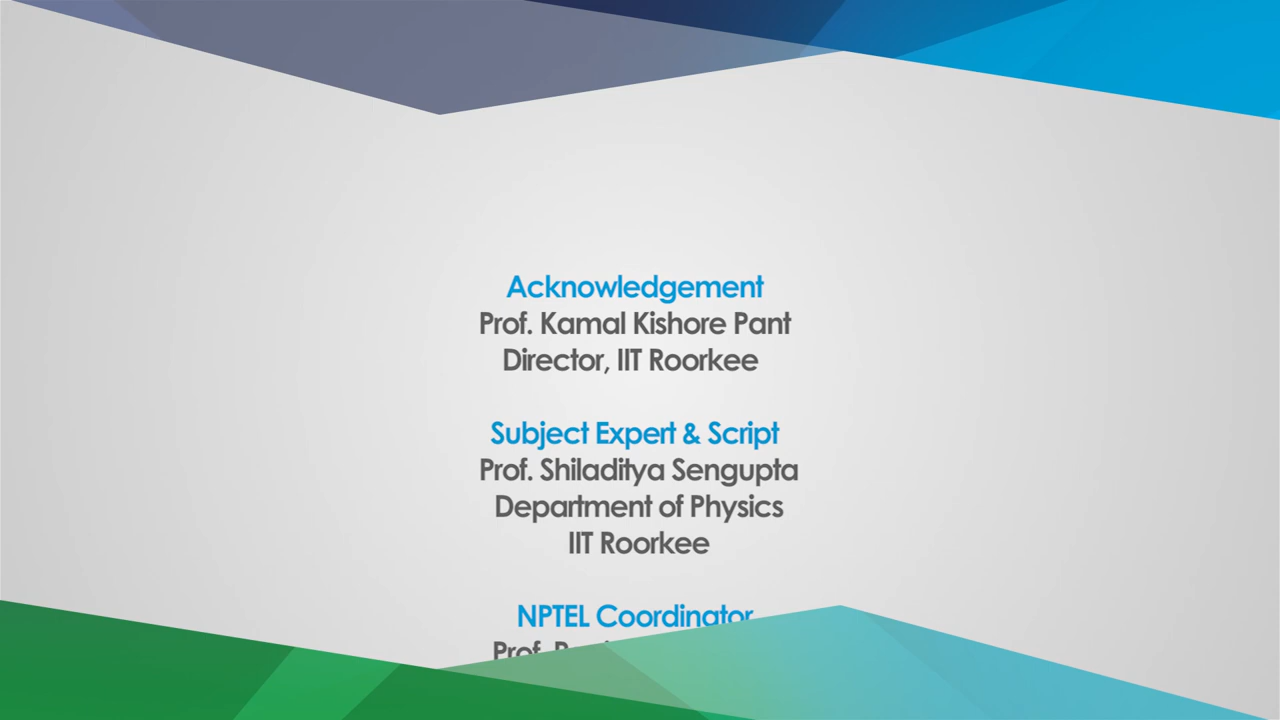 Acknowledgement
Prof. Kamal Kishore Pant
Director, IIT Roorkee
Subject Expert & Script
Prof. Shiladitya Sengupta
Department of Physics
IIT Roorkee
NPTEL Coordinator
Prof.